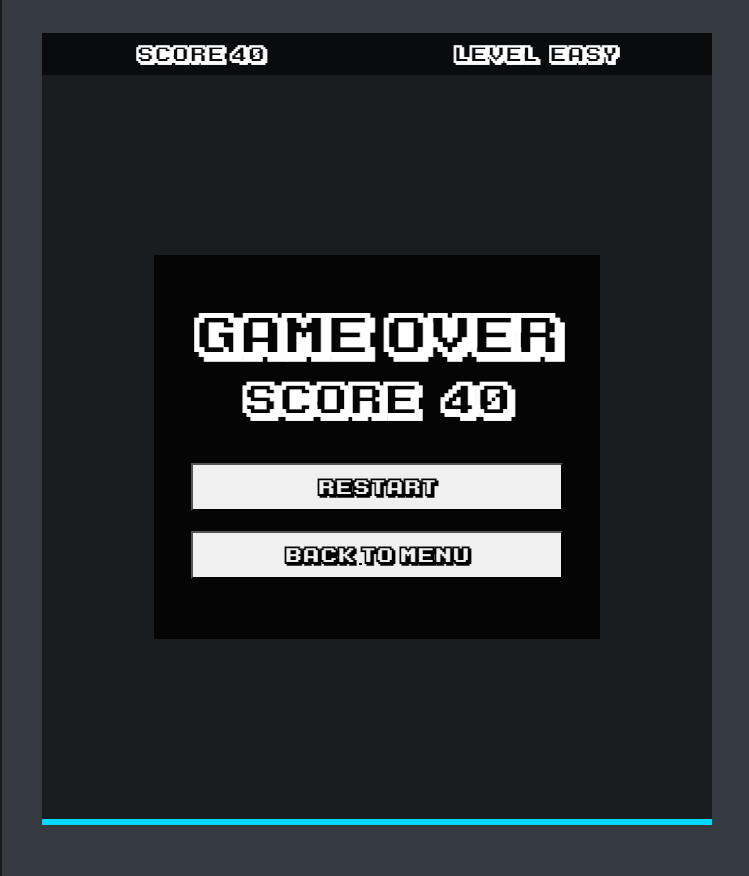 SCORE 40
LEVEL EASY
GAME OVER
SCORE 40
RESTART
BACK TO MENU